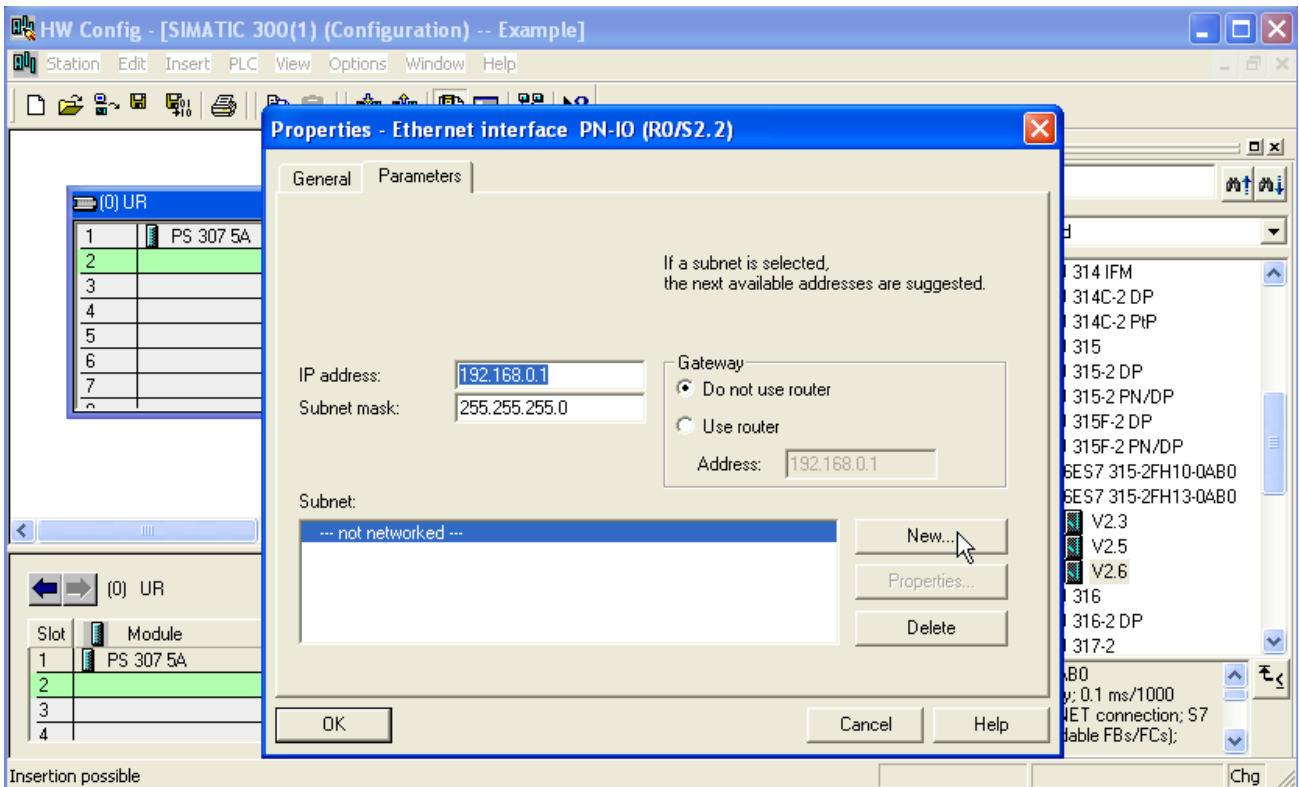 HW Config - [SIMATIC 300(1) (Configuration) -- Example]
Station Edit Insert PLC View Options Window Help
Properties - Ethernet interface PN-IO (R0/S2.2)
General Parameters
(0) UR
1 PS 307 5A
2
3
4
5
6
7
If a subnet is selected,
the next available addresses are suggested.
IP address: 192.168.0.1
Subnet mask: 255.255.255.0
Gateway
Do not use router
Use router
Address: 192.168.0.1
Subnet:
--- not networked ---
New...
Properties...
Delete
OK Cancel Help
314 IFM
314C-2 DP
314C-2 PtP
315
315-2 DP
315-2 PN/DP
315F-2 DP
315F-2 PN/DP
6ES7 315-2FH10-0AB0
6ES7 315-2FH13-0AB0
V2.3
V2.5
V2.6
316
316-2 DP
317-2
(0) UR
Slot Module
1 PS 307 5A
2
3
4
AB0
y; 0.1 ms/1000
NET connection; S7
dable FBs/FCs);
Insertion possible
Chg